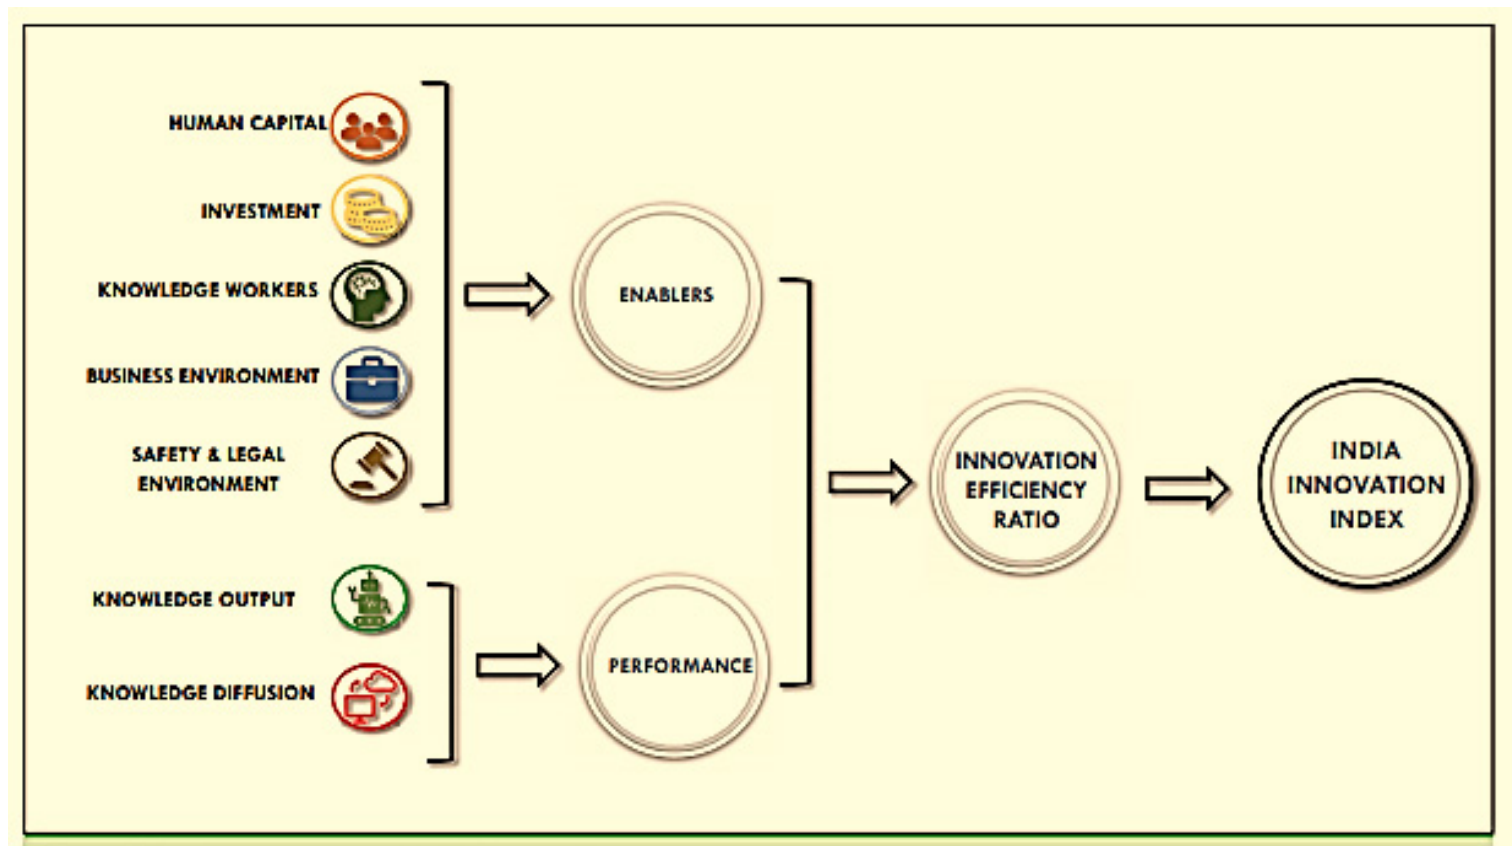 HUMAN CAPITAL
INVESTMENT
KNOWLEDGE WORKERS
BUSINESS ENVIRONMENT
SAFETY & LEGAL
ENVIRONMENT
KNOWLEDGE OUTPUT
KNOWLEDGE DIFFUSION
ENABLERS
PERFORMANCE
INNOVATION
EFFICIENCY
RATIO
INDIA
INNOVATION
INDEX